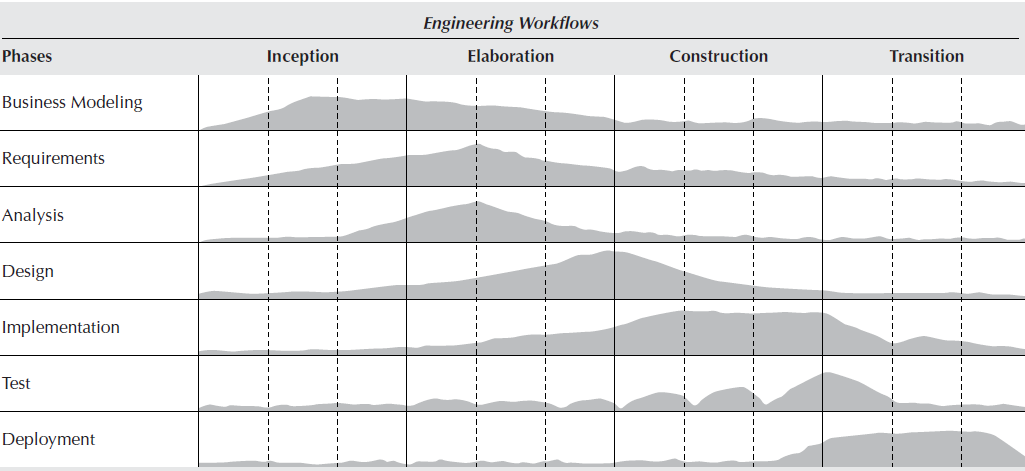 Engineering Workflows
Phases Inception Elaboration Construction Transition
Business Modeling
Requirements
Analysis
Design
Implementation
Test
Deployment